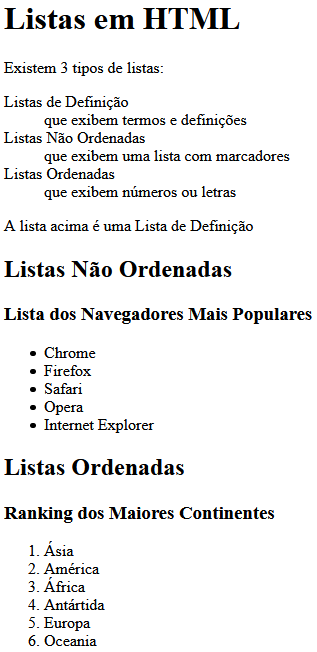 Listas em HTML
Existem 3 tipos de listas:
Listas de Definição
que exibem termos e definições
Listas Não Ordenadas
que exibem uma lista com marcadores
Listas Ordenadas
que exibem números ou letras
A lista acima é uma Lista de Definição
Listas Não Ordenadas
Lista dos Navegadores Mais Populares
• Chrome
• Firefox
• Safari
• Opera
• Internet Explorer
Listas Ordenadas
Ranking dos Maiores Continentes
1. Ásia
2. América
3. África
4. Antártida
5. Europa
6. Oceania